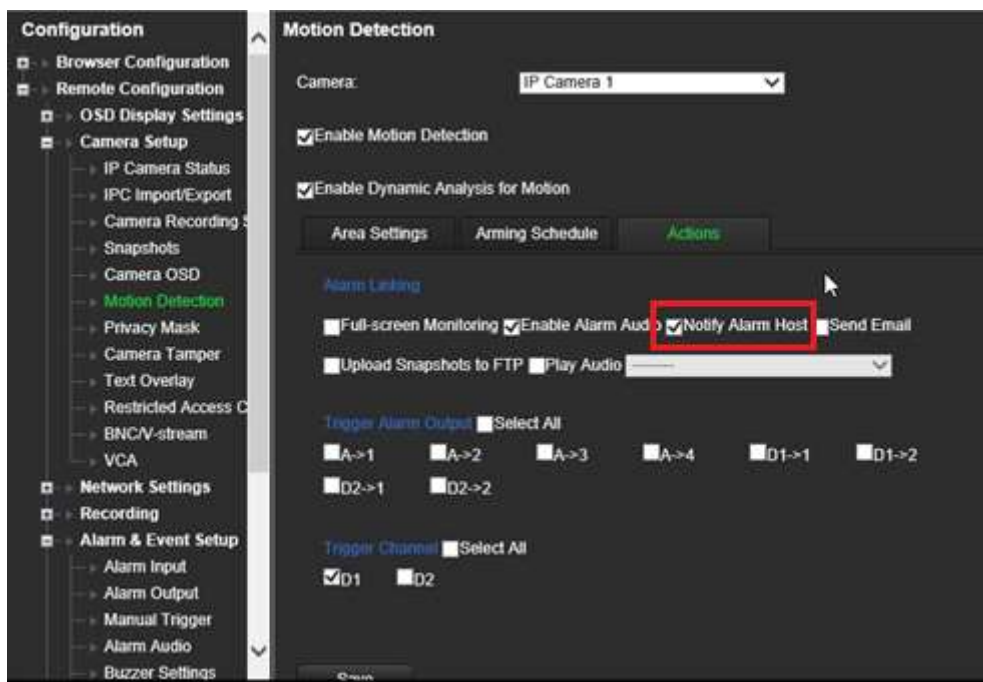 Configuration
Browser Configuration
Remote Configuration
OSD Display Settings
Camera Setup
IP Camera Status
IPC Import/Export
Camera Recording S
Snapshots
Camera OSD
Motion Detection
Privacy Mask
Camera Tamper
Text Overlay
Restricted Access C
BNC/V-stream
VCA
Network Settings
Recording
Alarm & Event Setup
Alarm Input
Alarm Output
Manual Trigger
Alarm Audio
Buzzer Settings
Motion Detection
Camera: IP Camera 1
Enable Motion Detection
Enable Dynamic Analysis for Motion
Area Settings Arming Schedule Actions
Alarm Linking
Full-screen Monitoring Enable Alarm Audio Notify Alarm Host Send Email
Upload Snapshots to FTP Play Audio
Trigger Alarm Output Select All
A->1 A->2 A->3 A->4 D1->1 D1->2
D2->1 D2->2
Trigger Channel Select All
D1 D2
Save